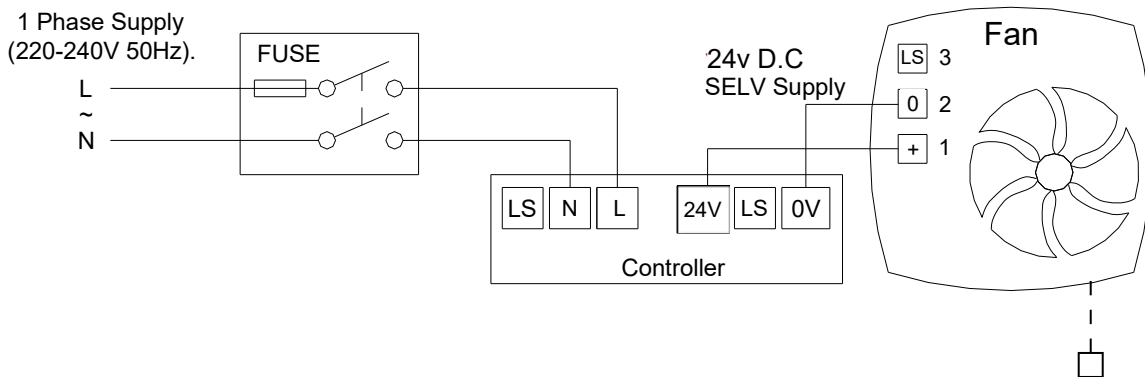 1 Phase Supply
(220-240V 50Hz).
L
~
N
FUSE
24v D.C
SELV Supply
Fan
LS 3
0 2
+ 1
LS N L 24V LS 0V
Controller